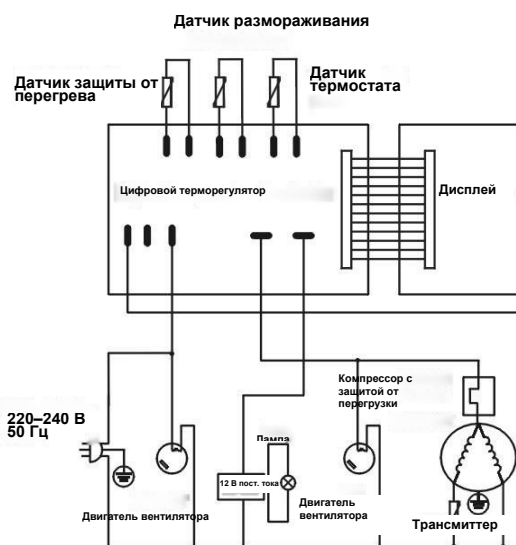 Датчик размораживания
Датчик защиты от
перегрева
Датчик
термостата
Цифровой терморегулятор
Дисплей
Компрессор с
защитой от
перегрузки
220–240 В
50 Гц
Лампа
12 В пост. тока
Двигатель вентилятора
Двигатель
вентилятора
Трансмиттер